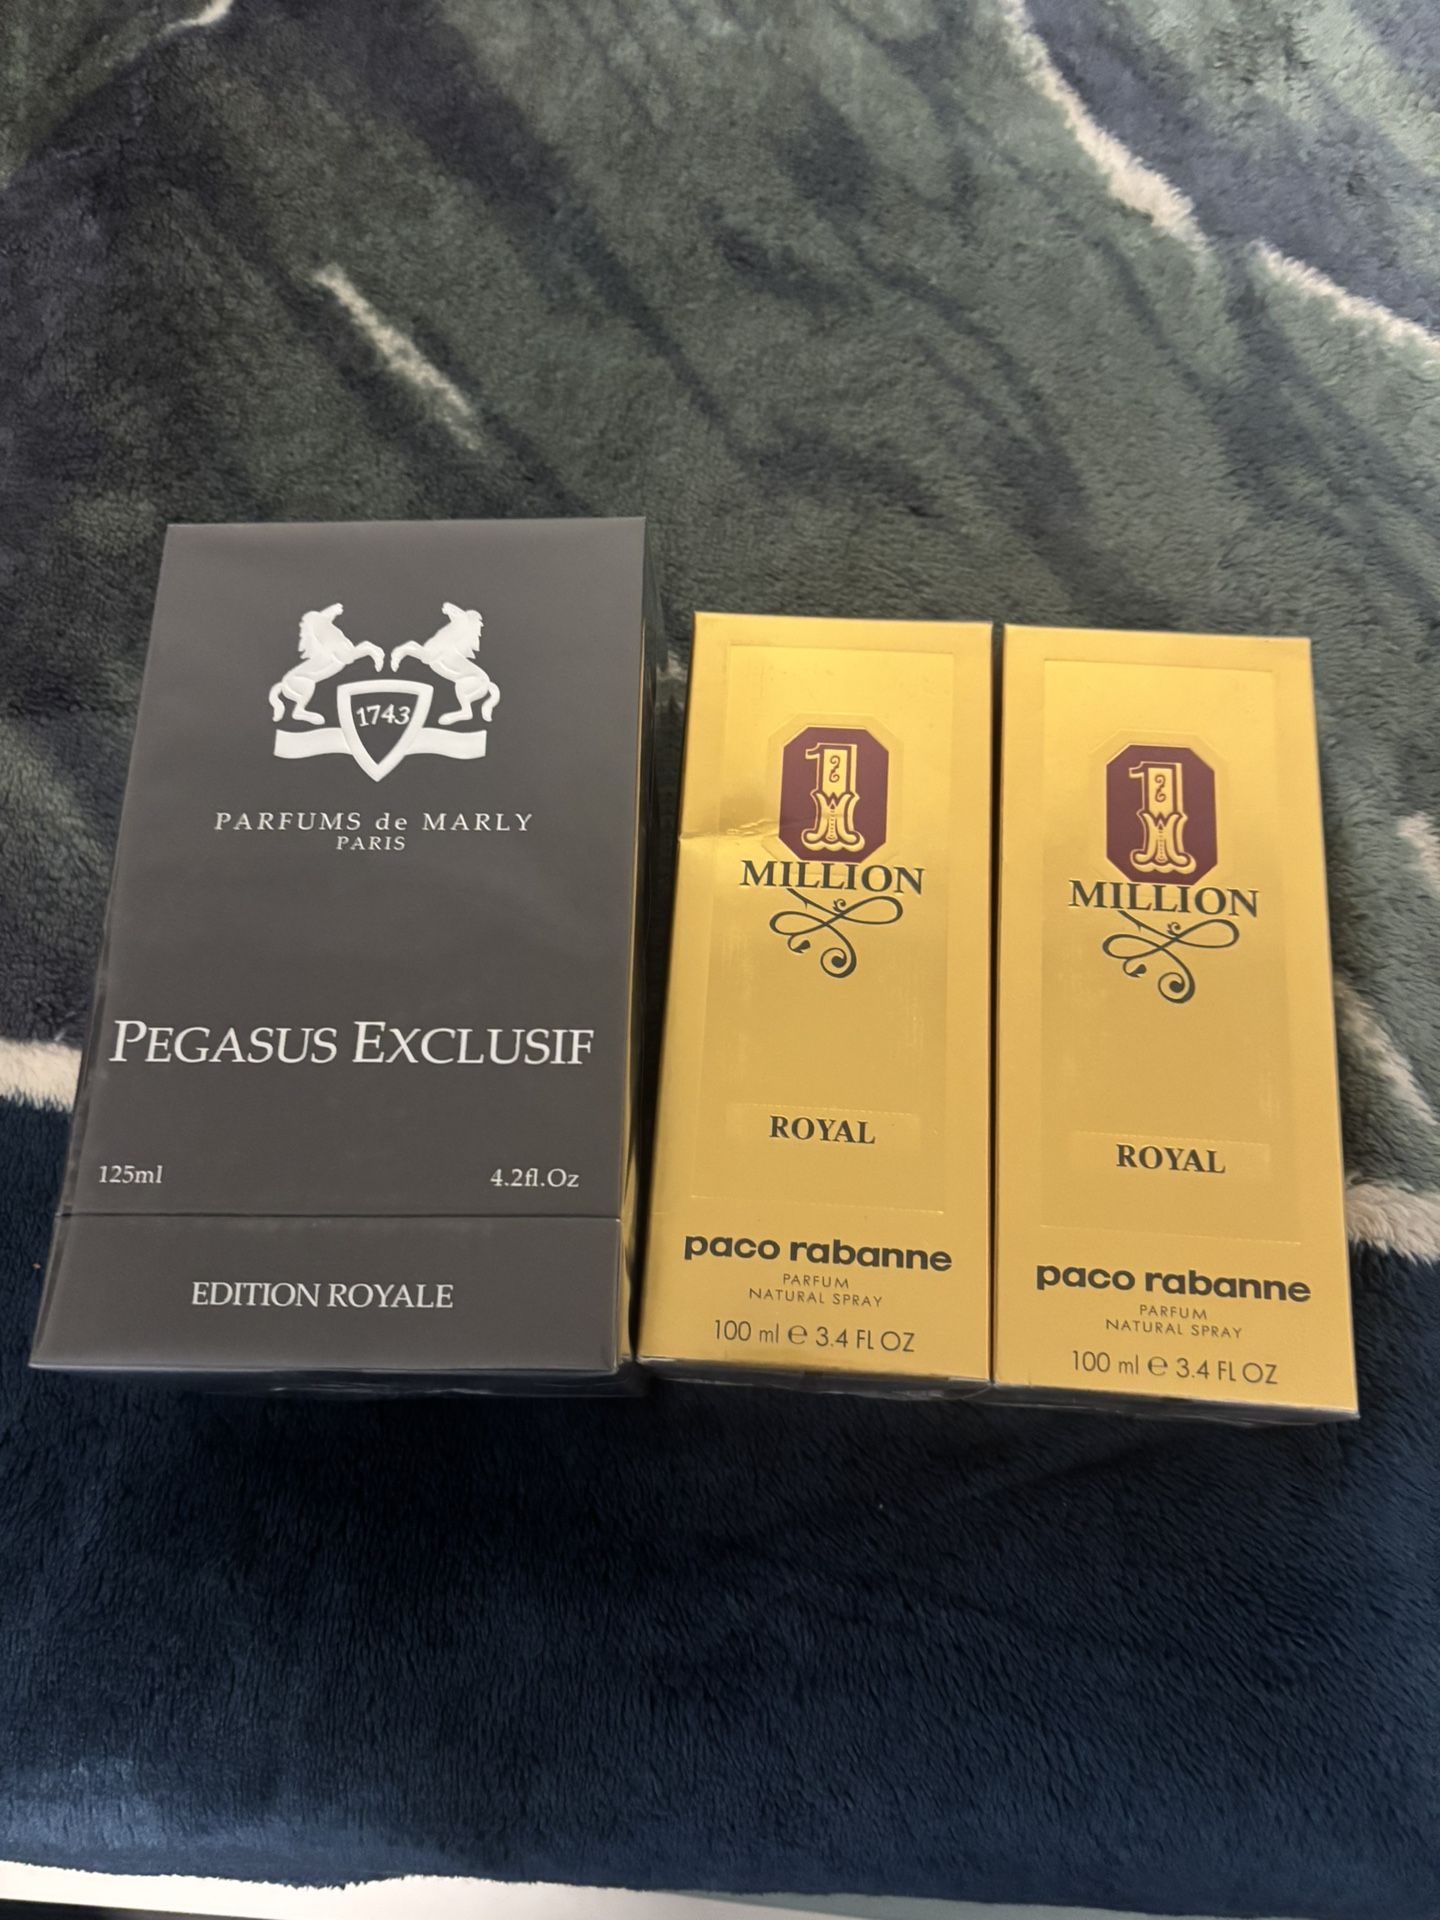 1743
PARFUMS de MARLY
PARIS
PEGASUS EXCLUSIF
125ml 4.2fl.Oz
EDITION ROYALE
1
MILLION
ROYAL
paco rabanne
PARFUM
NATURAL SPRAY
100 ml ℮ 3.4 FL OZ
1
MILLION
ROYAL
paco rabanne
PARFUM
NATURAL SPRAY
100 ml ℮ 3.4 FL OZ